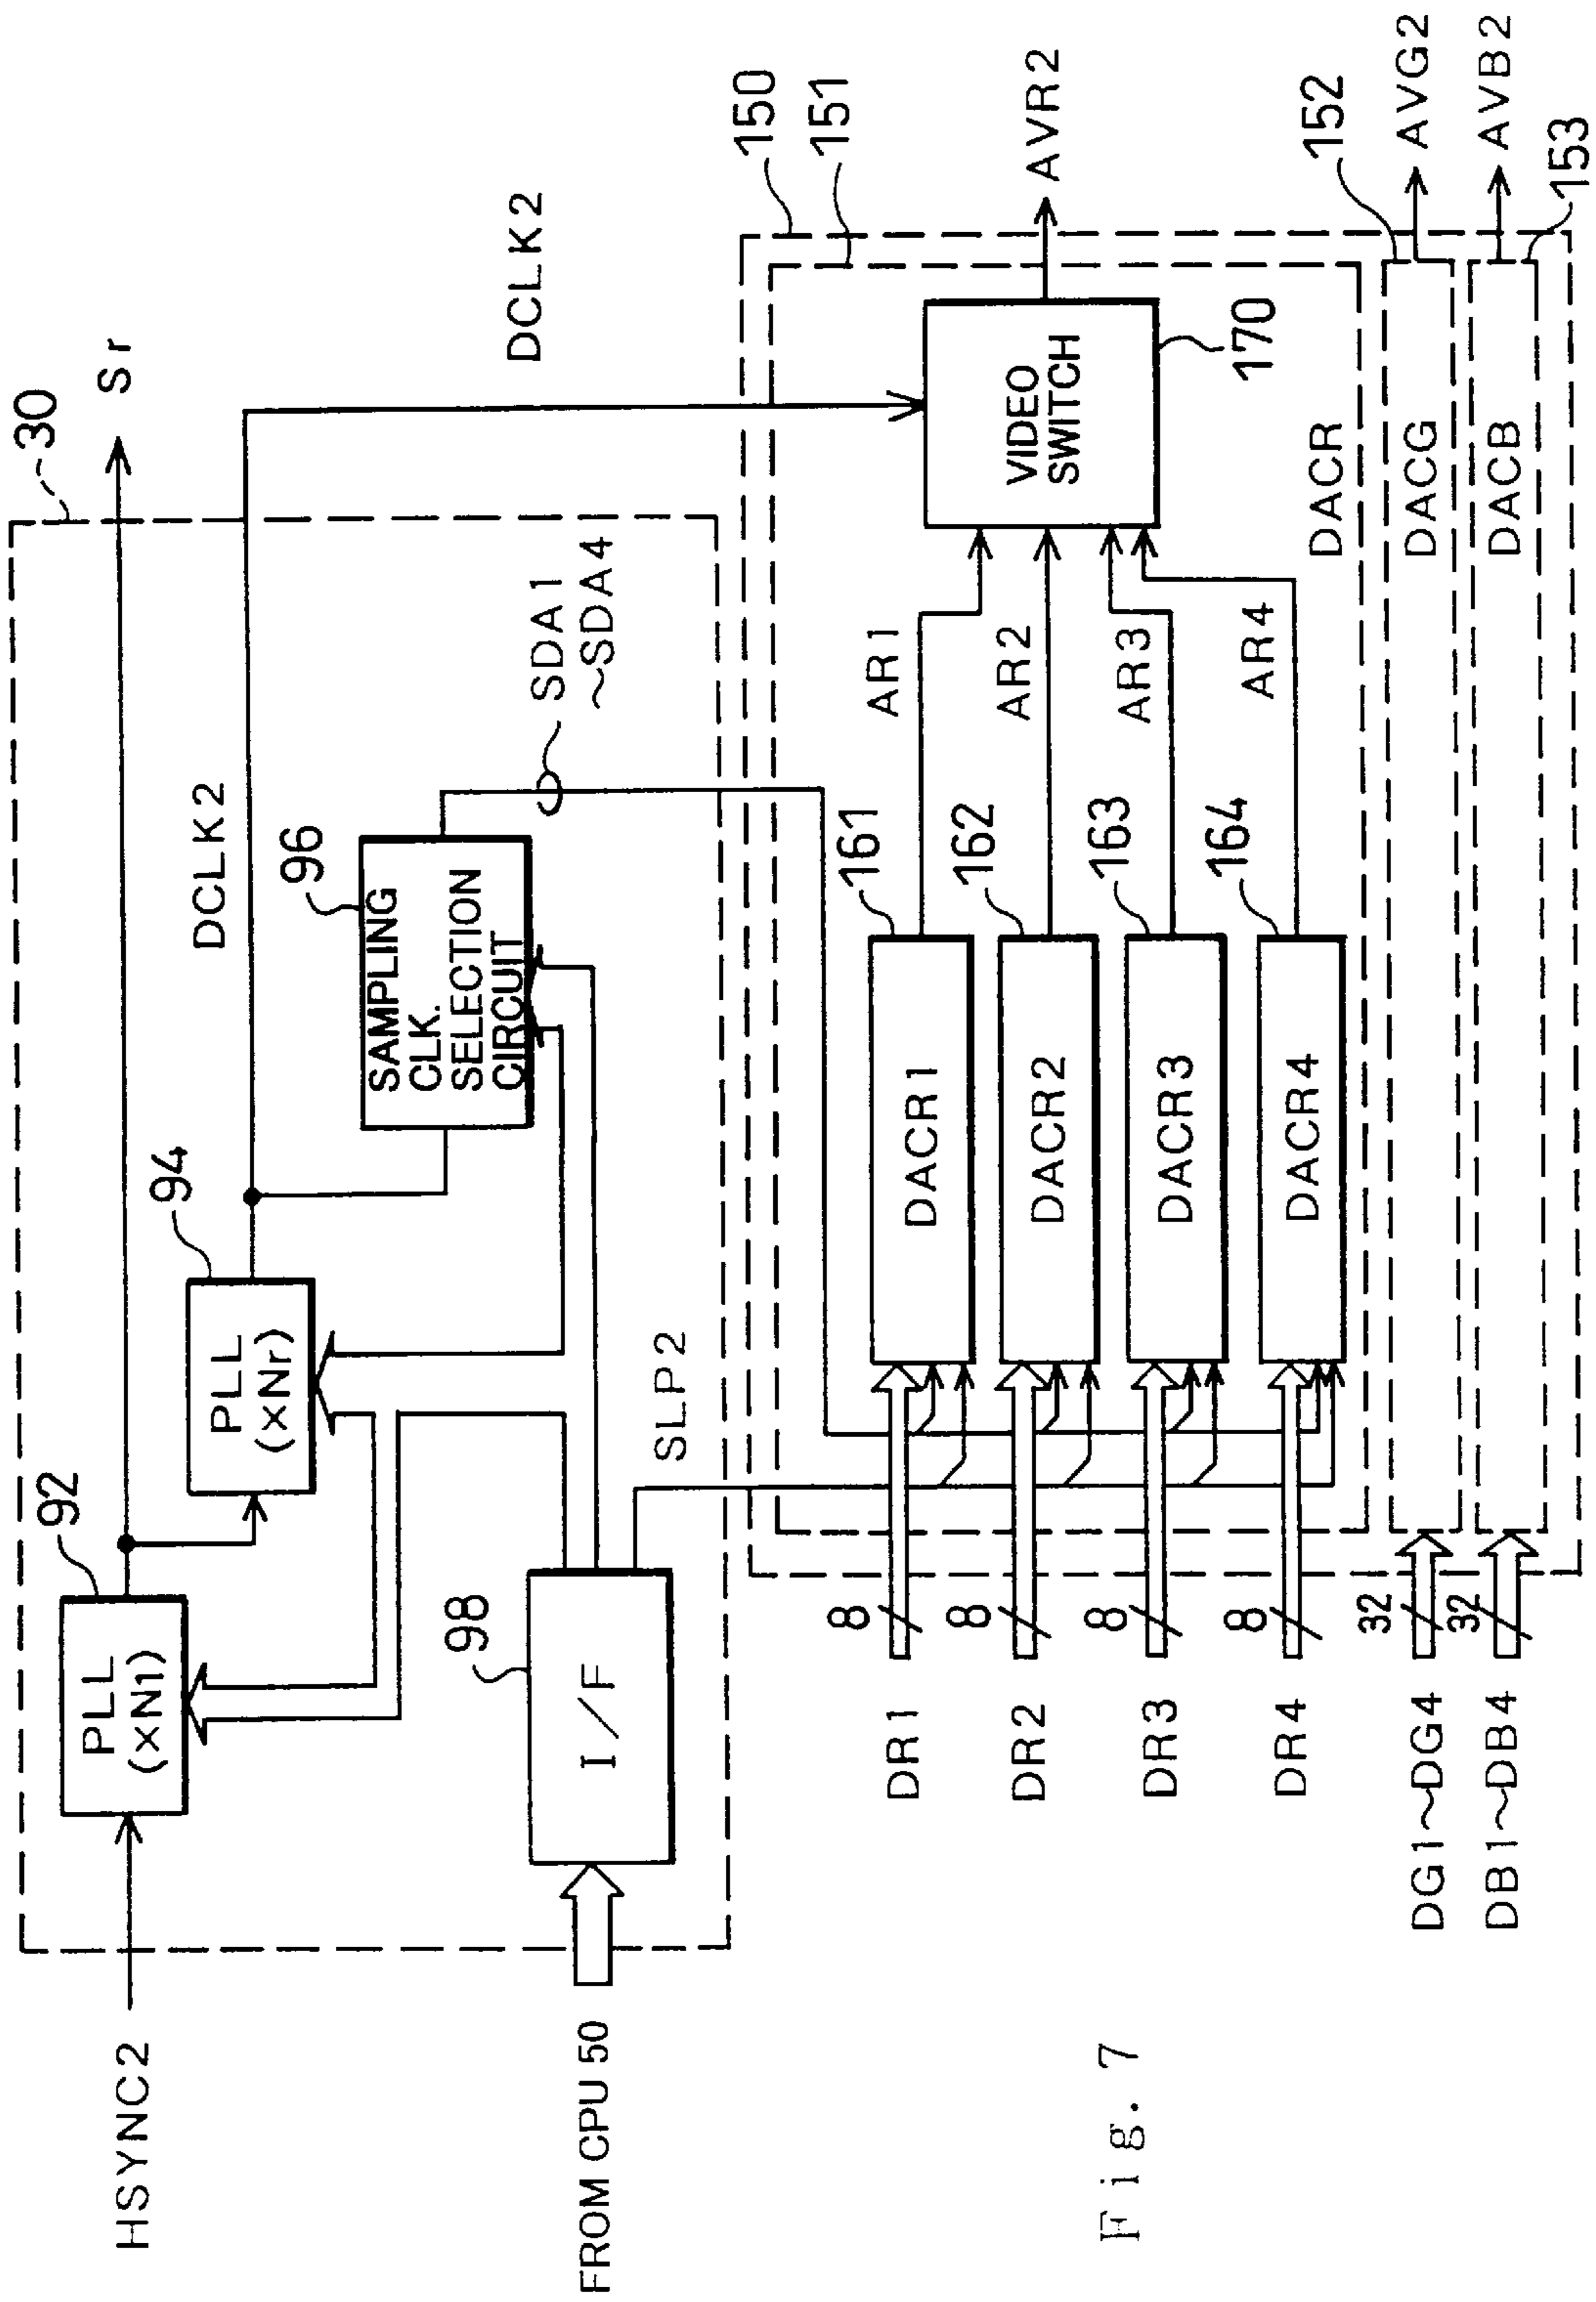 30
Sr
HSYNC2
92
PLL
(×N1)
94
PLL
(×Nr)
DCLK2
DCLK2
96
SAMPLING
CLK.
SELECTION
CIRCUIT
SDA1
~SDA4
FROM CPU 50
98
I/F
SLP2
150
151
DR1
8
161
DACR1
AR1
DR2
8
162
DACR2
AR2
DR3
8
163
DACR3
AR3
DR4
8
164
DACR4
AR4
VIDEO
SWITCH
170
AVR2
DACR
152
DG1~DG4
32
DACG
AVG2
DB1~DB4
32
DACB
AVB2
153
Fig. 7